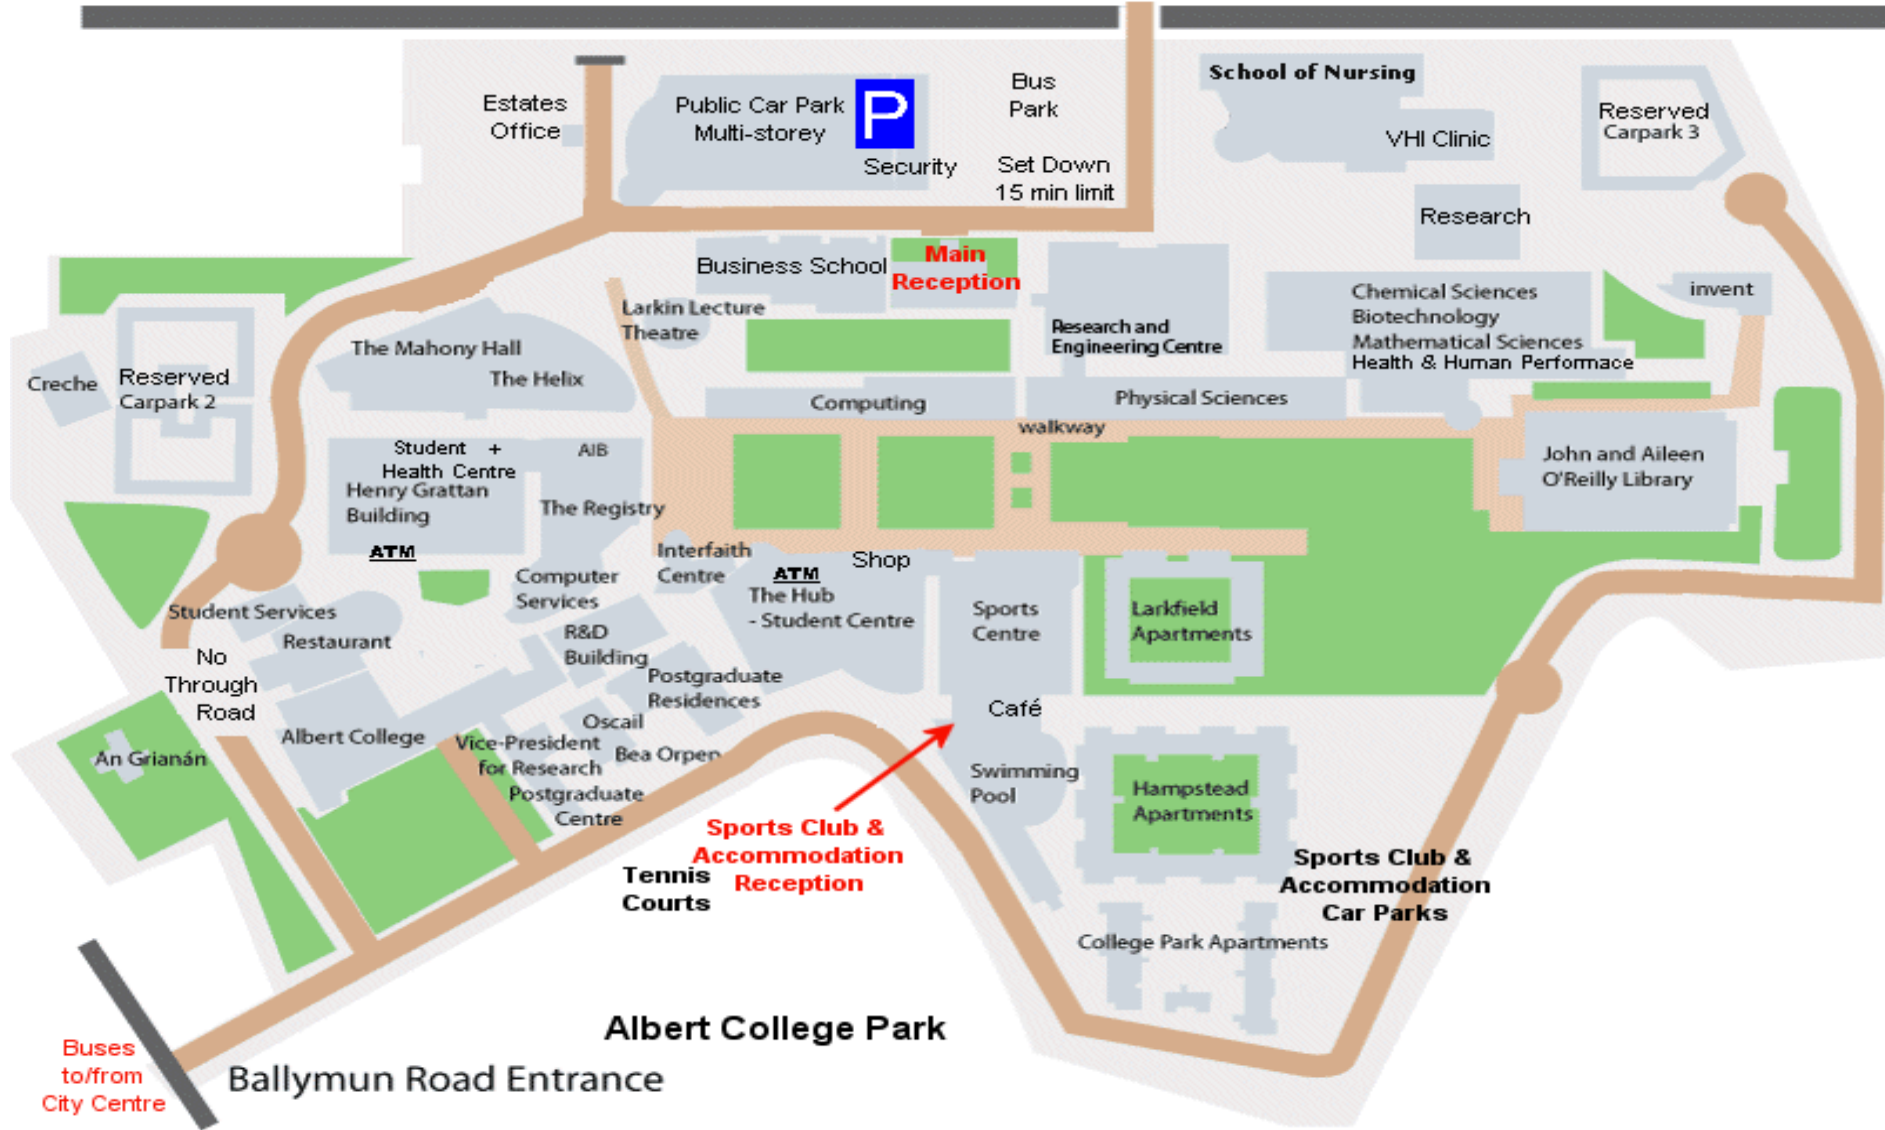 School of Nursing
Bus
Park
Estates
Office
Public Car Park
Multi-storey
P
Security
Set Down
15 min limit
VHI Clinic
Reserved
Carpark 3
Research
Main
Reception
Business School
Larkin Lecture
Theatre
Research and
Engineering Centre
Chemical Sciences
Biotechnology
Mathematical Sciences
Health & Human Performace
invent
The Mahony Hall
The Helix
Creche
Reserved
Carpark 2
Computing
Physical Sciences
walkway
John and Aileen
O'Reilly Library
Student +
Health Centre
AIB
Henry Grattan
Building
The Registry
ATM
Interfaith
Centre
Shop
ATM
The Hub
- Student Centre
Computer
Services
Student Services
Restaurant
R&D
Building
Sports
Centre
Larkfield
Apartments
No
Through
Road
Postgraduate
Residences
Café
Oscail
Albert College
Vice-President
for Research
Bea Orpen
An Grianán
Postgraduate
Centre
Swimming
Pool
Hampstead
Apartments
Sports Club &
Accommodation
Reception
Tennis
Courts
Sports Club &
Accommodation
Car Parks
College Park Apartments
Albert College Park
Buses
to/from
City Centre
Ballymun Road Entrance